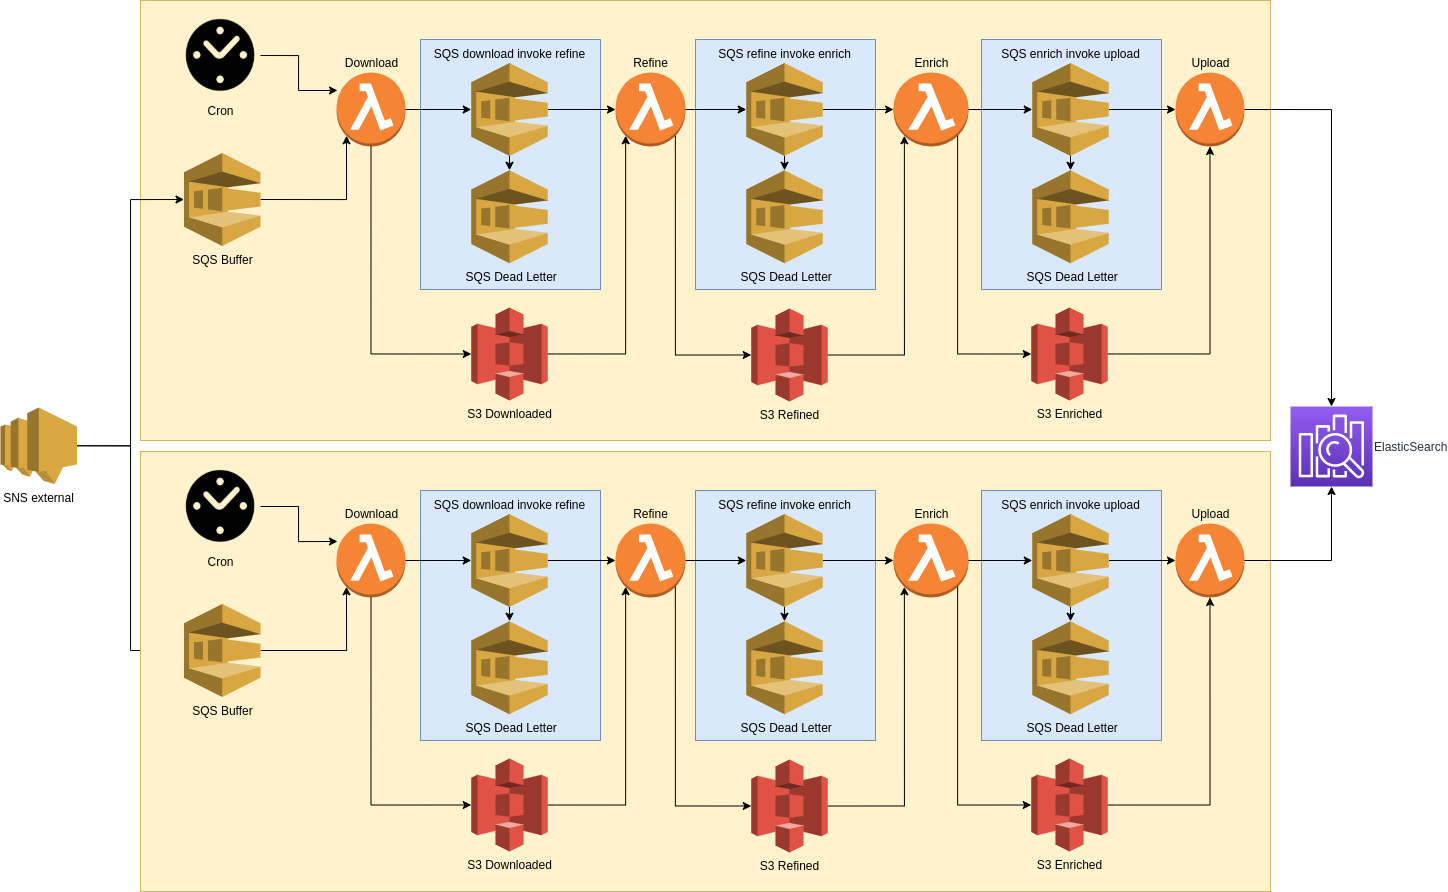 SQS download invoke refine
SQS refine invoke enrich
SQS enrich invoke upload
Download
Refine
Enrich
Upload
Cron
SQS Buffer
SQS Dead Letter
SQS Dead Letter
SQS Dead Letter
S3 Downloaded
S3 Refined
S3 Enriched
SNS external
ElasticSearch
SQS download invoke refine
SQS refine invoke enrich
SQS enrich invoke upload
Download
Refine
Enrich
Upload
Cron
SQS Buffer
SQS Dead Letter
SQS Dead Letter
SQS Dead Letter
S3 Downloaded
S3 Refined
S3 Enriched